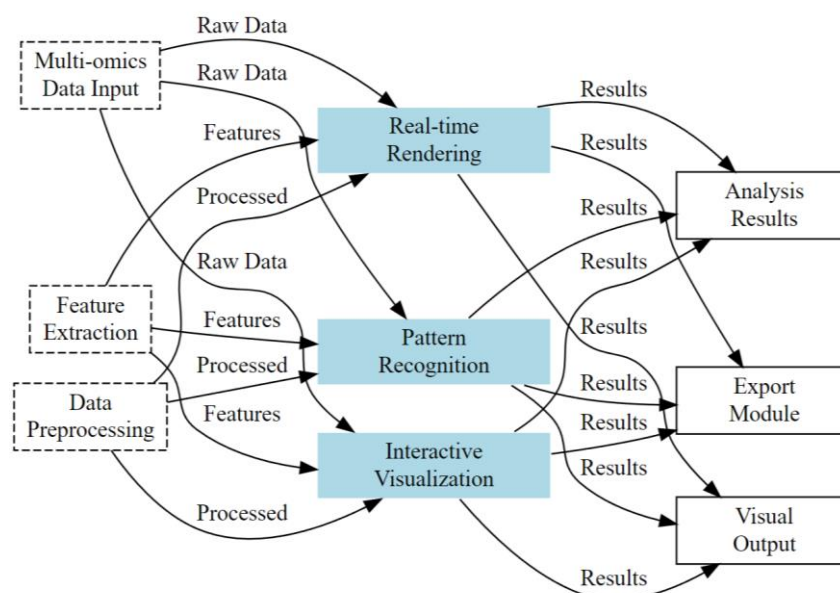 Multi-omics
Data Input
Feature
Extraction
Data
Preprocessing
Raw Data
Raw Data
Features
Processed
Raw Data
Features
Processed
Features
Processed
Real-time
Rendering
Pattern
Recognition
Interactive
Visualization
Results
Results
Results
Results
Results
Results
Results
Results
Results
Analysis
Results
Export
Module
Visual
Output